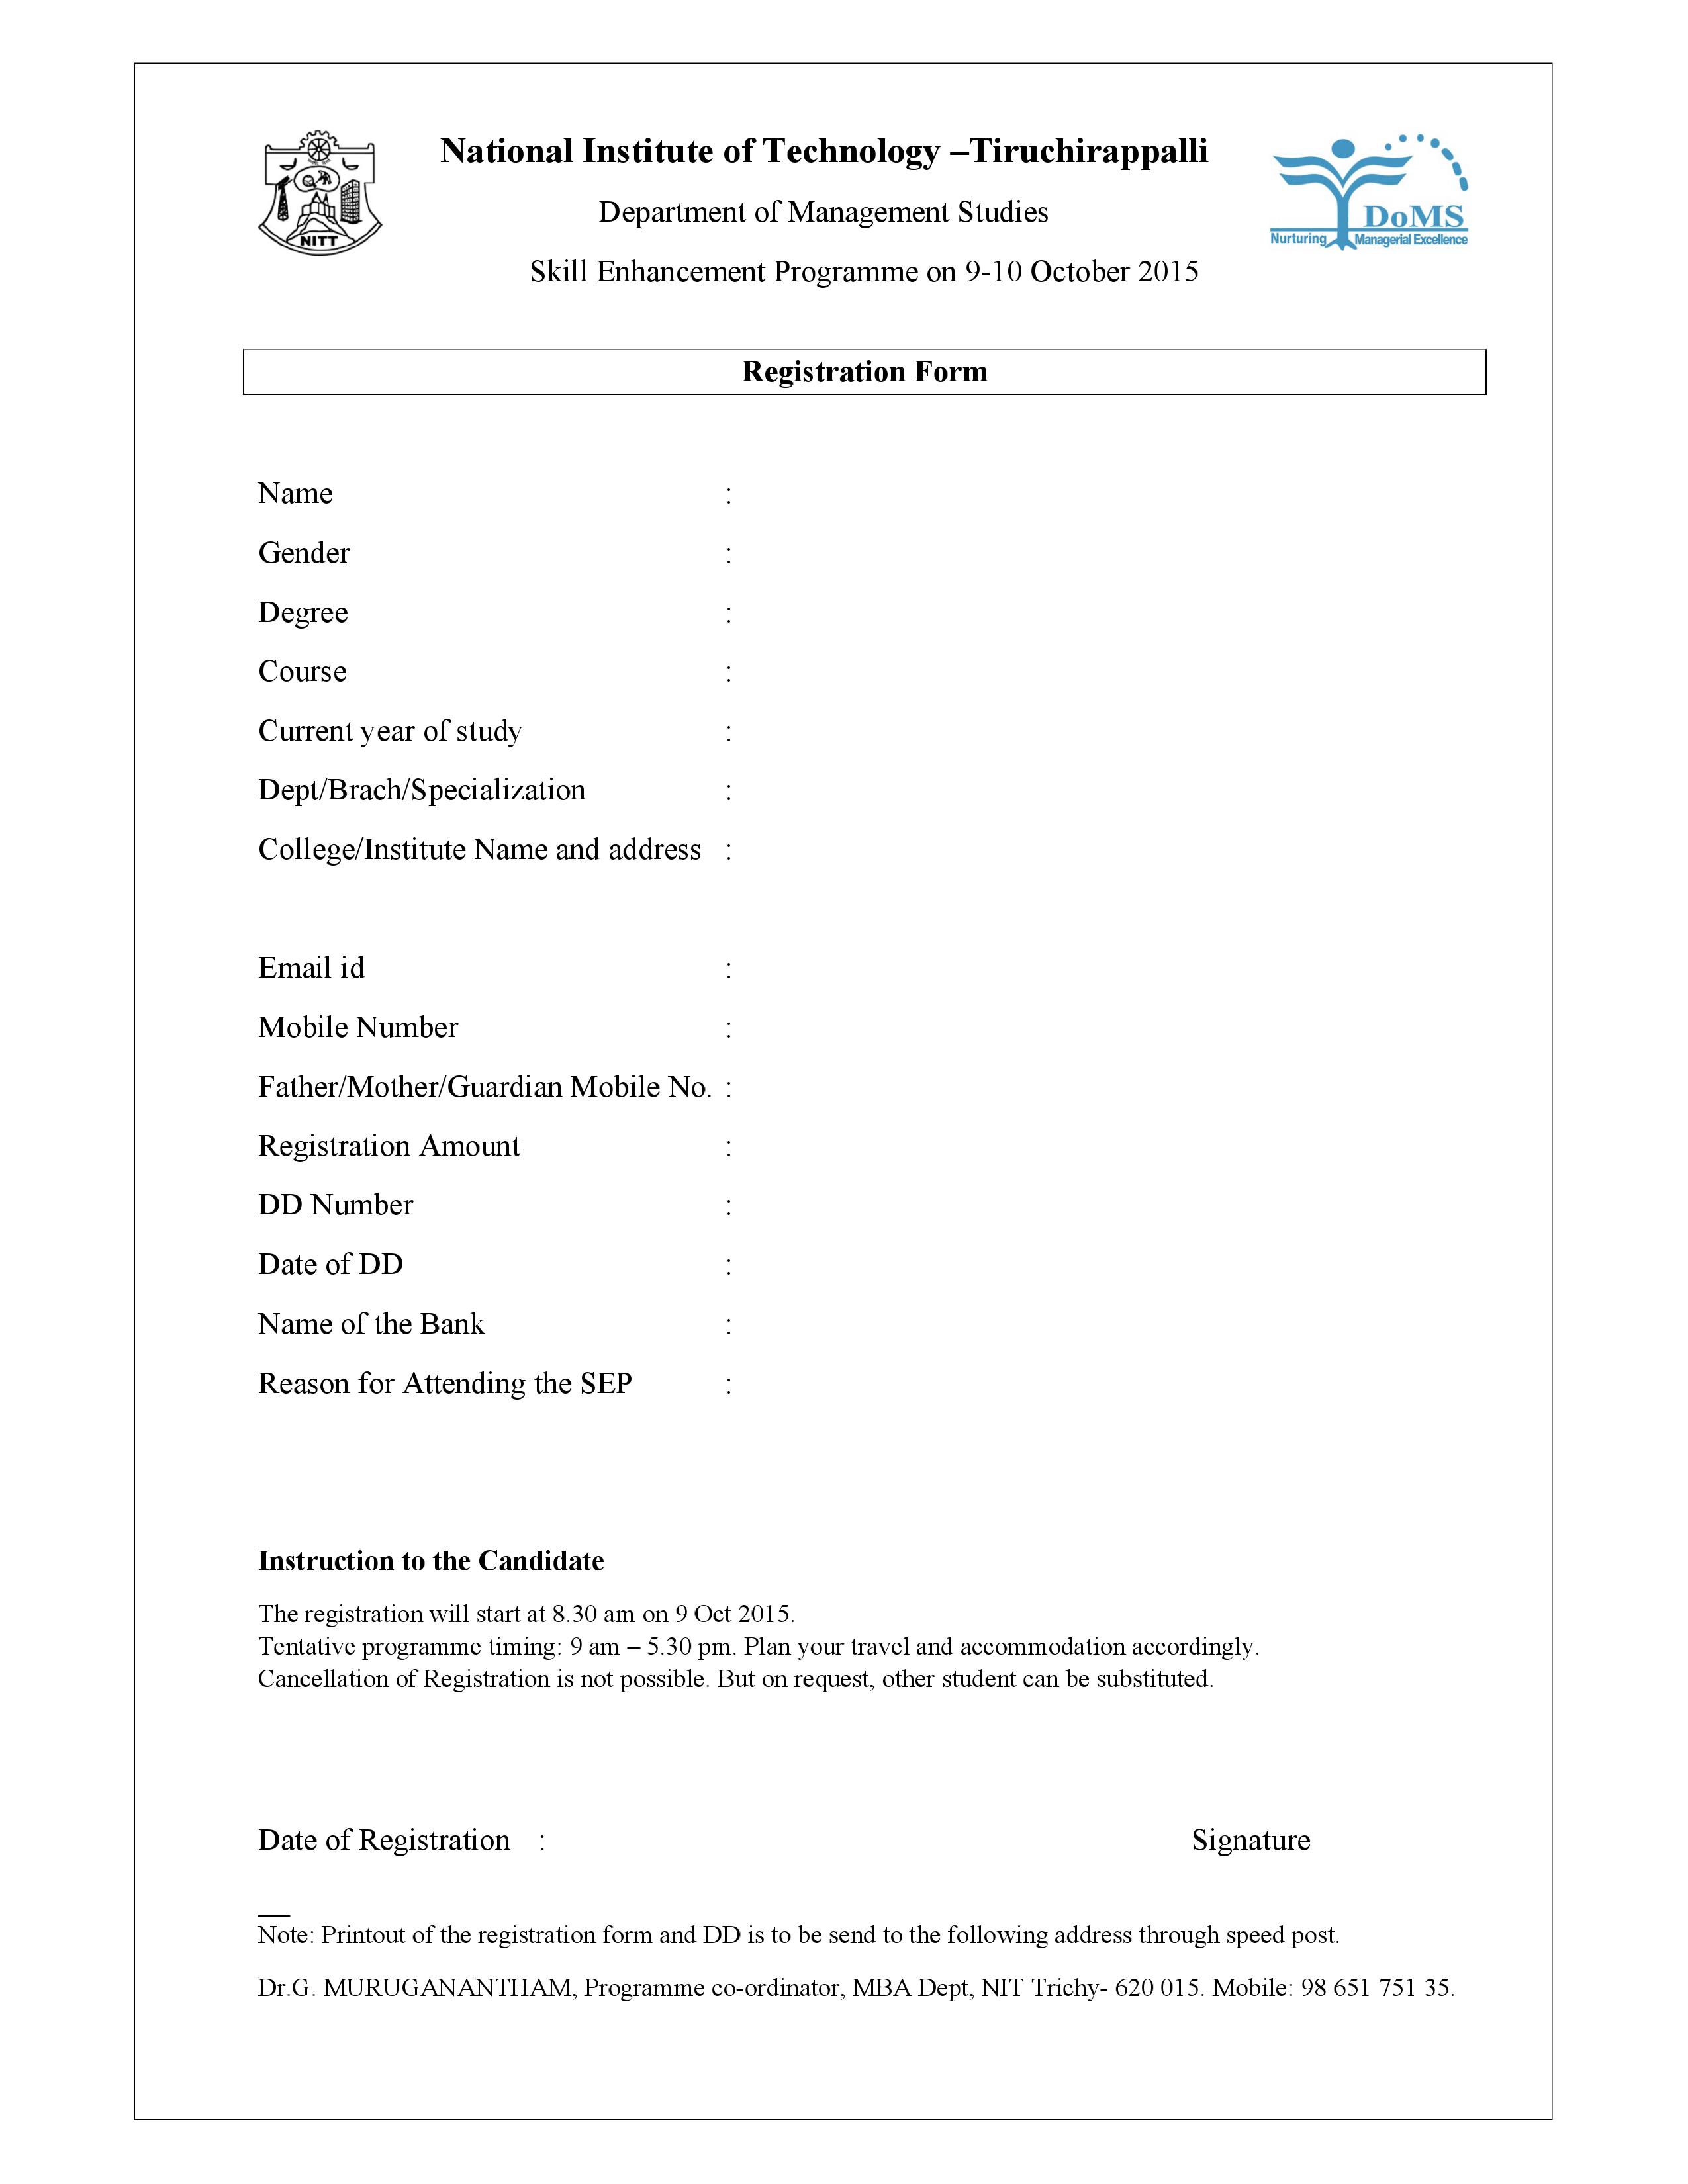 National Institute of Technology –Tiruchirappalli
Department of Management Studies
Skill Enhancement Programme on 9-10 October 2015
NITT
DoMS
Nurturing Managerial Excellence
Registration Form
Name :
Gender :
Degree :
Course :
Current year of study :
Dept/Brach/Specialization :
College/Institute Name and address :
Email id :
Mobile Number :
Father/Mother/Guardian Mobile No. :
Registration Amount :
DD Number :
Date of DD :
Name of the Bank :
Reason for Attending the SEP :
Instruction to the Candidate
The registration will start at 8.30 am on 9 Oct 2015.
Tentative programme timing: 9 am – 5.30 pm. Plan your travel and accommodation accordingly.
Cancellation of Registration is not possible. But on request, other student can be substituted.
Date of Registration : Signature
Note: Printout of the registration form and DD is to be send to the following address through speed post.
Dr.G. MURUGANANTHAM, Programme co-ordinator, MBA Dept, NIT Trichy- 620 015. Mobile: 98 651 751 35.